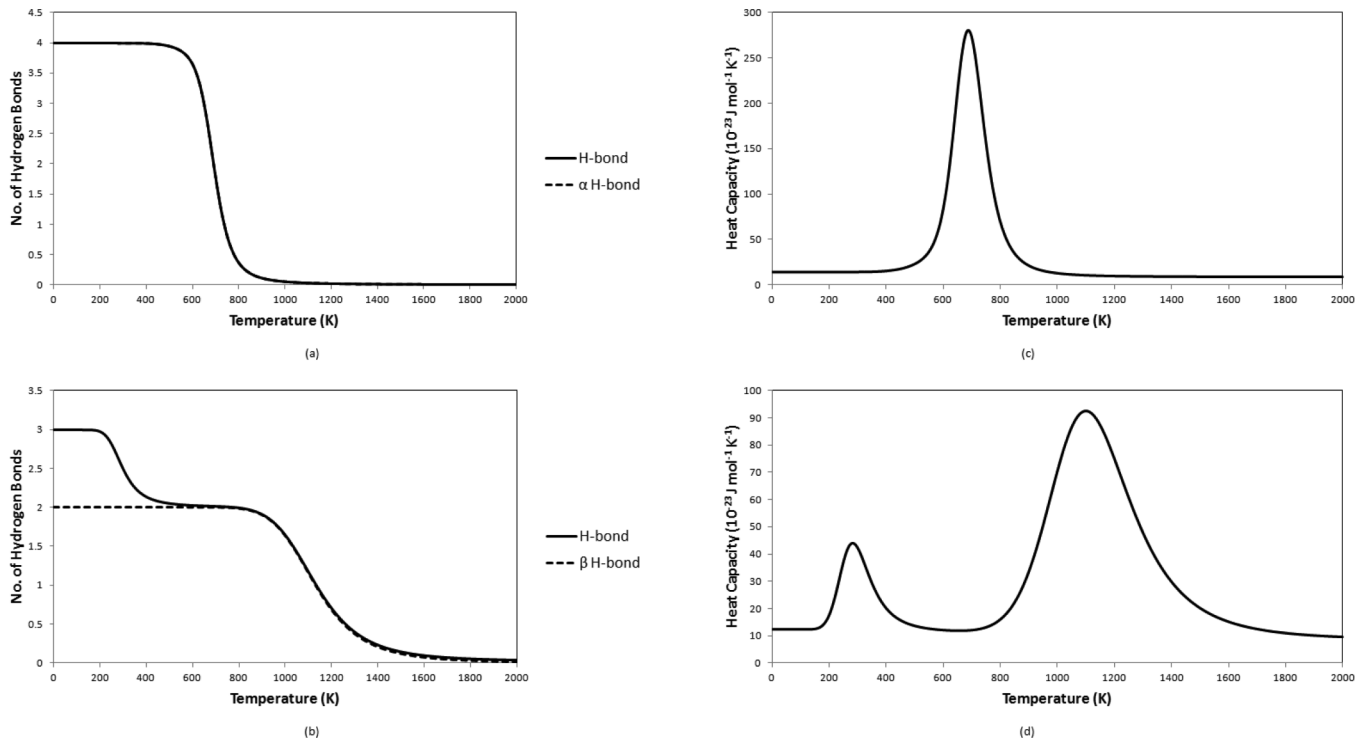 No. of Hydrogen Bonds
4.5
4
3.5
3
2.5
2
1.5
1
0.5
0
0 200 400 600 800 1000 1200 1400 1600 1800 2000
Temperature (K)
H-bond
α H-bond
(a)
Heat Capacity (10⁻²³ J mol⁻¹ K⁻¹)
300
250
200
150
100
50
0
0 200 400 600 800 1000 1200 1400 1600 1800 2000
Temperature (K)
(c)
No. of Hydrogen Bonds
3.5
3
2.5
2
1.5
1
0.5
0
0 200 400 600 800 1000 1200 1400 1600 1800 2000
Temperature (K)
H-bond
β H-bond
(b)
Heat Capacity (10⁻²³ J mol⁻¹ K⁻¹)
100
90
80
70
60
50
40
30
20
10
0
0 200 400 600 800 1000 1200 1400 1600 1800 2000
Temperature (K)
(d)